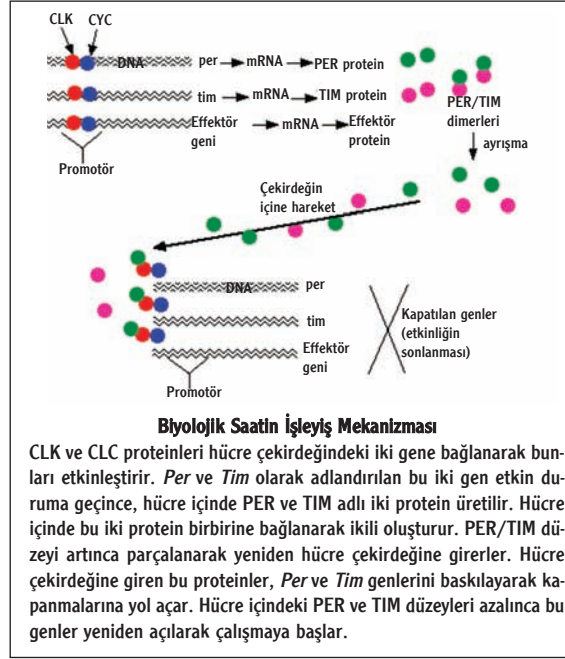 CLK CYC
DNA per mRNA PER protein
tim mRNA TIM protein
Effektör geni mRNA Effektör protein
PER/TIM
dimerleri
ayrışma
Promotör
Çekirdeğin
içine hareket
DNA per
tim
Effektör
geni
Kapatılan genler
(etkinliğin
sonlanması)
Promotör
Biyolojik Saatin İşleyiş Mekanizması
CLK ve CLC proteinleri hücre çekirdeğindeki iki gene bağlanarak bun-
ları etkinleştirir. Per ve Tim olarak adlandırılan bu iki gen etkin du-
ruma geçince, hücre içinde PER ve TIM adlı iki protein üretilir. Hücre
içinde bu iki protein birbirine bağlanarak ikili oluşturur. PER/TIM dü-
zeyi artınca parçalanarak yeniden hücre çekirdeğine girerler. Hücre
çekirdeğine giren bu proteinler, Per ve Tim genlerini baskılayarak ka-
panmalarına yol açar. Hücre içindeki PER ve TIM düzeyleri azalınca bu
genler yeniden açılarak çalışmaya başlar.